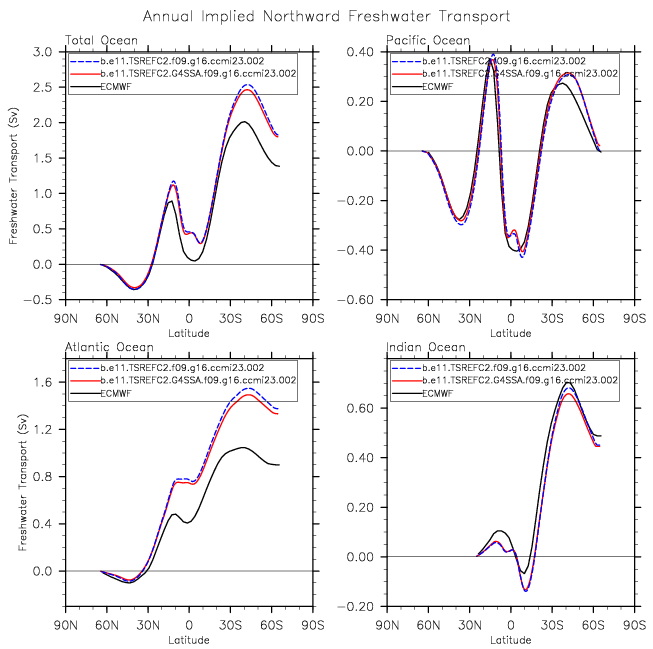 Annual Implied Northward Freshwater Transport
Total Ocean
b.e11.TSREFC2.f09.g16.ccmi23.002
b.e11.TSREFC2.G4SSA.f09.g16.ccmi23.002
ECMWF
Freshwater Transport (Sv)
3.0
2.5
2.0
1.5
1.0
0.5
0.0
−0.5
90N 60N 30N 0 30S 60S 90S
Latitude
Pacific Ocean
b.e11.TSREFC2.f09.g16.ccmi23.002
b.e11.TSREFC2.G4SSA.f09.g16.ccmi23.002
ECMWF
0.40
0.20
0.00
−0.20
−0.40
−0.60
90N 60N 30N 0 30S 60S 90S
Latitude
Atlantic Ocean
b.e11.TSREFC2.f09.g16.ccmi23.002
b.e11.TSREFC2.G4SSA.f09.g16.ccmi23.002
ECMWF
Freshwater Transport (Sv)
1.6
1.2
0.8
0.4
0.0
90N 60N 30N 0 30S 60S 90S
Latitude
Indian Ocean
b.e11.TSREFC2.f09.g16.ccmi23.002
b.e11.TSREFC2.G4SSA.f09.g16.ccmi23.002
ECMWF
0.60
0.40
0.20
0.00
−0.20
90N 60N 30N 0 30S 60S 90S
Latitude